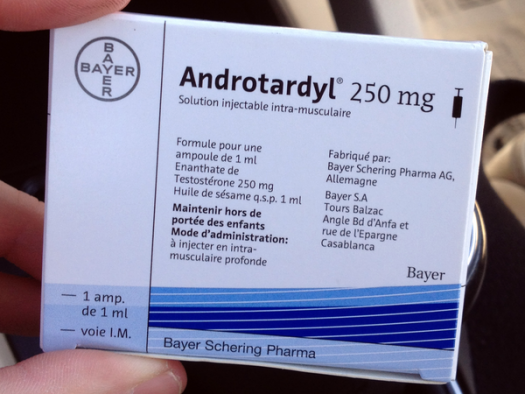 BAYER
BAYER
Androtardyl® 250 mg
Solution injectable intra-musculaire
Formule pour une
ampoule de 1 ml
Enanthate de
Testostérone 250 mg
Huile de sésame q.s.p. 1 ml
Maintenir hors de
portée des enfants
Mode d'administration:
à injecter en intra-
musculaire profonde
Fabriqué par:
Bayer Schering Pharma AG,
Allemagne
Bayer S.A
Tours Balzac
Angle Bd d'Anfa et
rue de l'Epargne
Casablanca
Bayer
— 1 amp.
de 1 ml
— voie I.M.
Bayer Schering Pharma